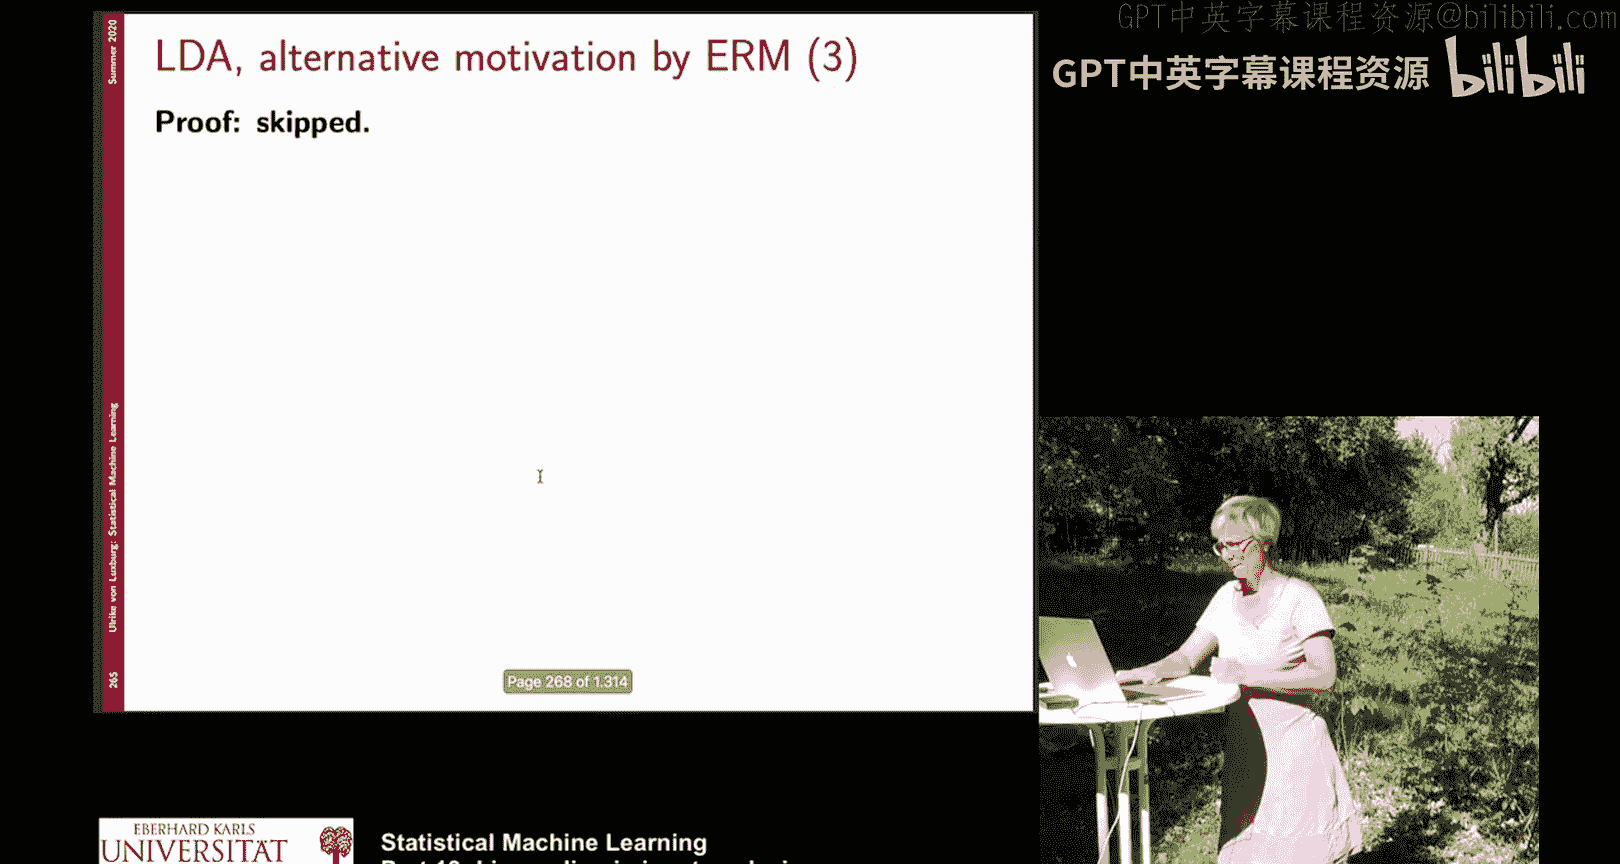 GPT中英字幕课程资源@bilibili.com
GPT中英字幕课程资源 bilibili
Summer 2020
LDA, alternative motivation by ERM (3)
Proof: skipped.
Ulrike von Luxburg: Statistical Machine Learning
265
Page 268 of 1.314
EBERHARD KARLS
UNIVERSITÄT
Statistical Machine Learning